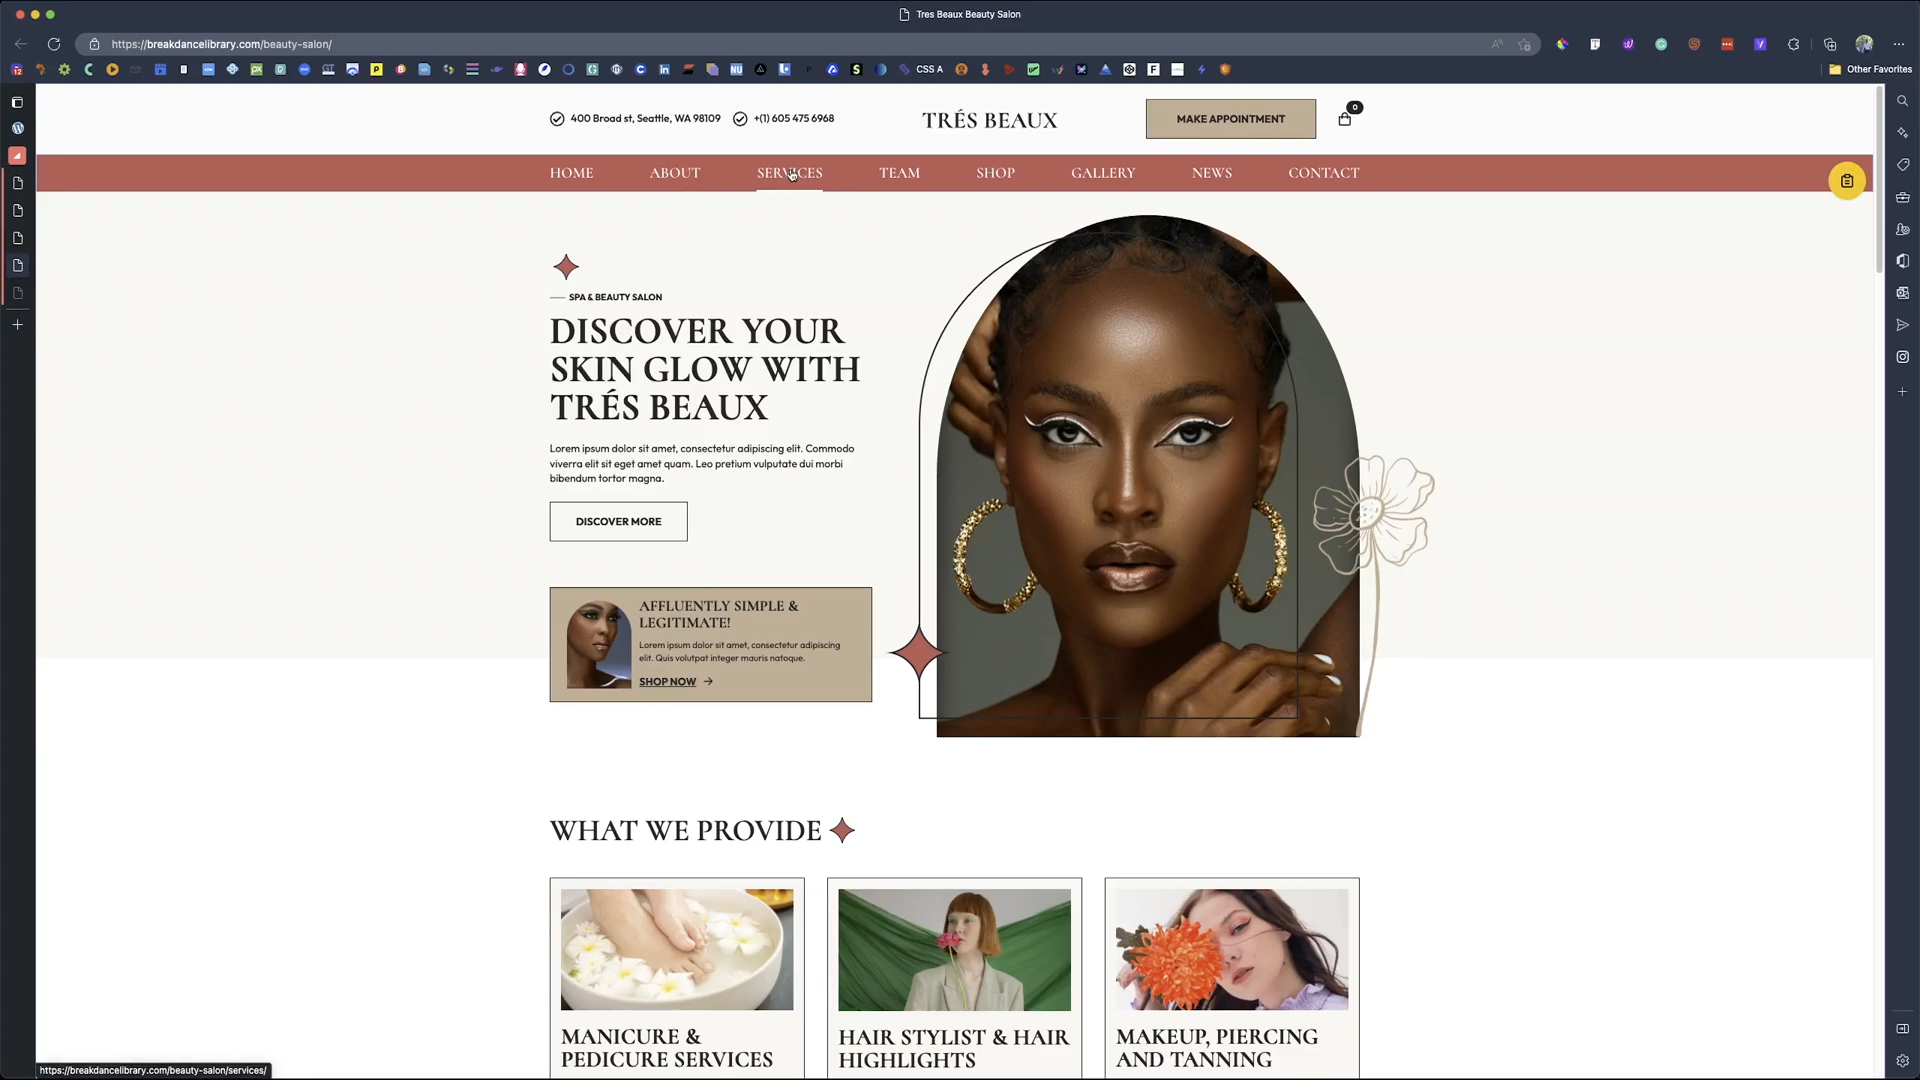 Tres Beaux Beauty Salon
https://breakdancelibrary.com/beauty-salon/
CSS A
Other Favorites
400 Broad st, Seattle, WA 98109
+(1) 605 475 6968
TRÉS BEAUX
MAKE APPOINTMENT
0
HOME
ABOUT
SERVICES
TEAM
SHOP
GALLERY
NEWS
CONTACT
SPA & BEAUTY SALON
DISCOVER YOUR
SKIN GLOW WITH
TRÉS BEAUX
Lorem ipsum dolor sit amet, consectetur adipiscing elit. Commodo
viverra elit sit eget amet quam. Leo pretium vulputate dui morbi
bibendum tortor magna.
DISCOVER MORE
AFFLUENTLY SIMPLE &
LEGITIMATE!
Lorem ipsum dolor sit amet, consectetur adipiscing
elit. Quis volutpat integer mauris natoque.
SHOP NOW
WHAT WE PROVIDE
MANICURE &
PEDICURE SERVICES
HAIR STYLIST & HAIR
HIGHLIGHTS
MAKEUP, PIERCING
AND TANNING
https://breakdancelibrary.com/beauty-salon/services/